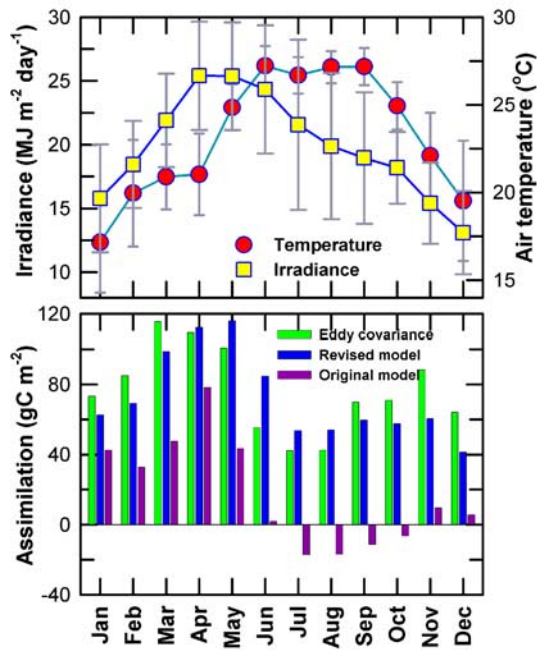 30
25
20
15
10
Irradiance (MJ m⁻² day⁻¹)
30
25
20
15
Air temperature (°C)
Temperature
Irradiance
120
80
40
0
-40
Assimilation (gC m⁻²)
Eddy covariance
Revised model
Original model
Jan Feb Mar Apr May Jun Jul Aug Sep Oct Nov Dec